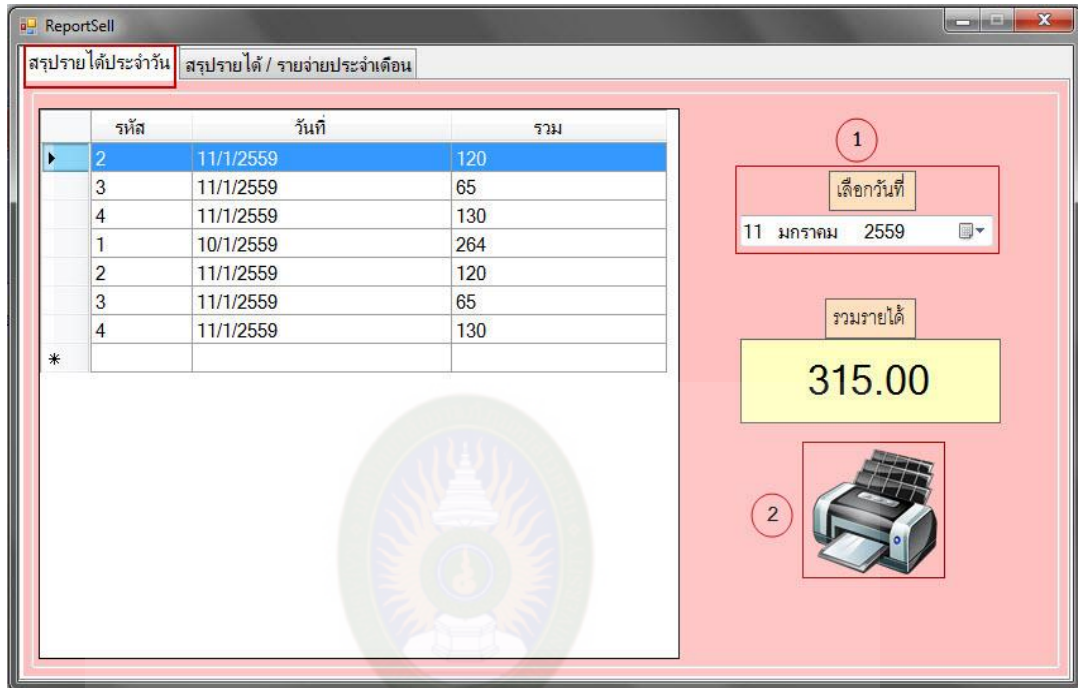 ReportSell
สรุปรายได้ประจำวัน สรุปรายได้ / รายจ่ายประจำเดือน
รหัส วันที่ รวม
2 11/1/2559 120
3 11/1/2559 65
4 11/1/2559 130
1 10/1/2559 264
2 11/1/2559 120
3 11/1/2559 65
4 11/1/2559 130
1
เลือกวันที่
11 มกราคม 2559
รวมรายได้
315.00
2